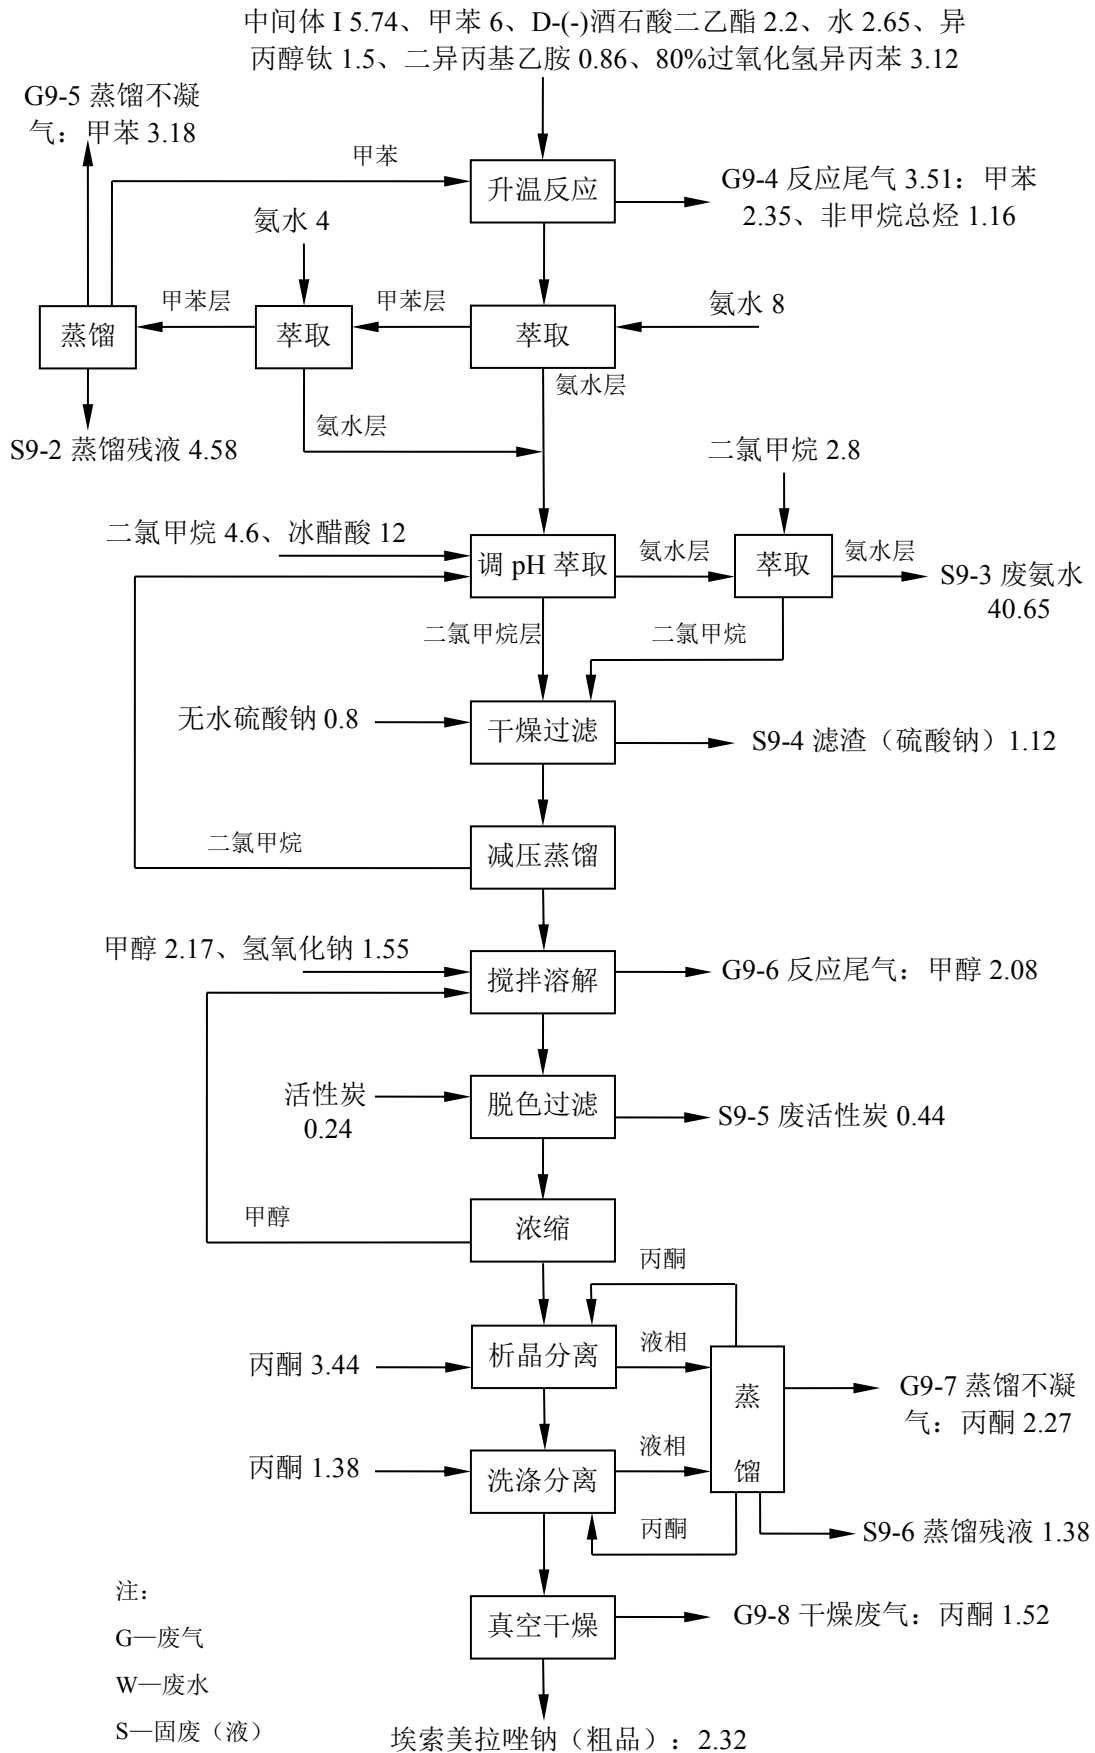 中间体 I 5.74、甲苯 6、D-(-)酒石酸二乙酯 2.2、水 2.65、异
丙醇钛 1.5、二异丙基乙胺 0.86、80%过氧化氢异丙苯 3.12
G9-5 蒸馏不凝
气：甲苯 3.18
甲苯
升温反应
G9-4 反应尾气 3.51：甲苯
2.35、非甲烷总烃 1.16
氨水 4
甲苯层
甲苯层
氨水 8
蒸馏
萃取
萃取
氨水层
氨水层
S9-2 蒸馏残液 4.58
二氯甲烷 2.8
二氯甲烷 4.6、冰醋酸 12
调 pH 萃取
氨水层
萃取
氨水层
S9-3 废氨水
40.65
二氯甲烷层
二氯甲烷
无水硫酸钠 0.8
干燥过滤
S9-4 滤渣（硫酸钠）1.12
二氯甲烷
减压蒸馏
甲醇 2.17、氢氧化钠 1.55
搅拌溶解
G9-6 反应尾气：甲醇 2.08
活性炭
0.24
脱色过滤
S9-5 废活性炭 0.44
甲醇
浓缩
丙酮
丙酮 3.44
析晶分离
液相
蒸
馏
G9-7 蒸馏不凝
气：丙酮 2.27
丙酮 1.38
洗涤分离
液相
丙酮
S9-6 蒸馏残液 1.38
注：
G—废气
W—废水
S—固废（液）
真空干燥
G9-8 干燥废气：丙酮 1.52
埃索美拉唑钠（粗品）：2.32